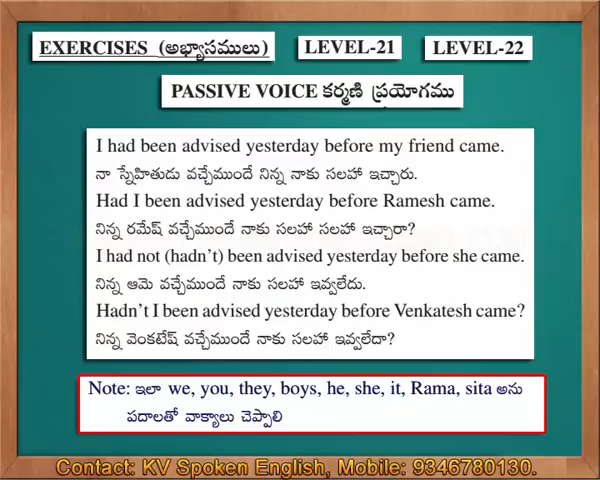 EXERCISES (అభ్యాసములు)
LEVEL-21
LEVEL-22
PASSIVE VOICE కర్మణి ప్రయోగము
I had been advised yesterday before my friend came.
నా స్నేహితుడు వచ్చేముందే నిన్న నాకు సలహా ఇచ్చారు.
Had I been advised yesterday before Ramesh came.
నిన్న రమేష్ వచ్చేముందే నాకు సలహా సలహా ఇచ్చారా?
I had not (hadn't) been advised yesterday before she came.
నిన్న ఆమె వచ్చేముందే నాకు సలహా ఇవ్వలేదు.
Hadn't I been advised yesterday before Venkatesh came?
నిన్న వెంకటేష్ వచ్చేముందే నాకు సలహా ఇవ్వలేదా?
Note: ఇలా we, you, they, boys, he, she, it, Rama, sita అను
పదాలతో వాక్యాలు చెప్పాలి
Contact: KV Spoken English, Mobile: 9346780130.